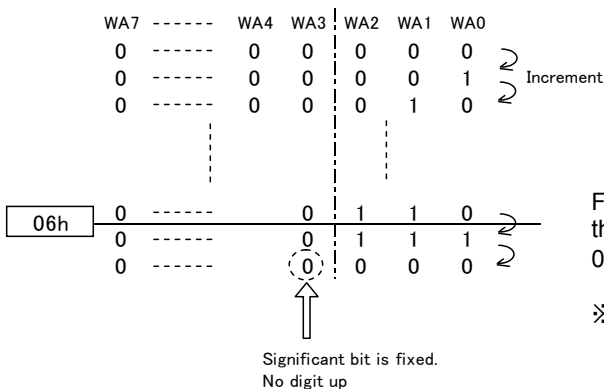 WA7 ------ WA4 WA3 WA2 WA1 WA0
0 ------ 0 0 0 0 0
0 ------ 0 0 0 0 1
Increment
0 ------ 0 0 0 1 0
0 ------ 0 1 1 0
06h
0 ------ 0 1 1 1
0 ------ 0 0 0 0
F
th
0
※
Significant bit is fixed.
No digit up